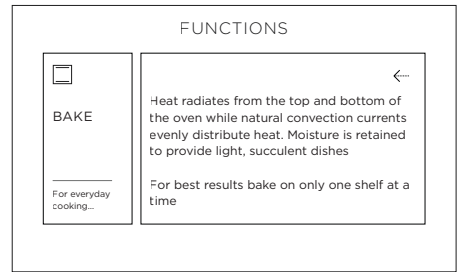 FUNCTIONS
BAKE
For everyday
cooking...
Heat radiates from the top and bottom of
the oven while natural convection currents
evenly distribute heat. Moisture is retained
to provide light, succulent dishes
For best results bake on only one shelf at a
time